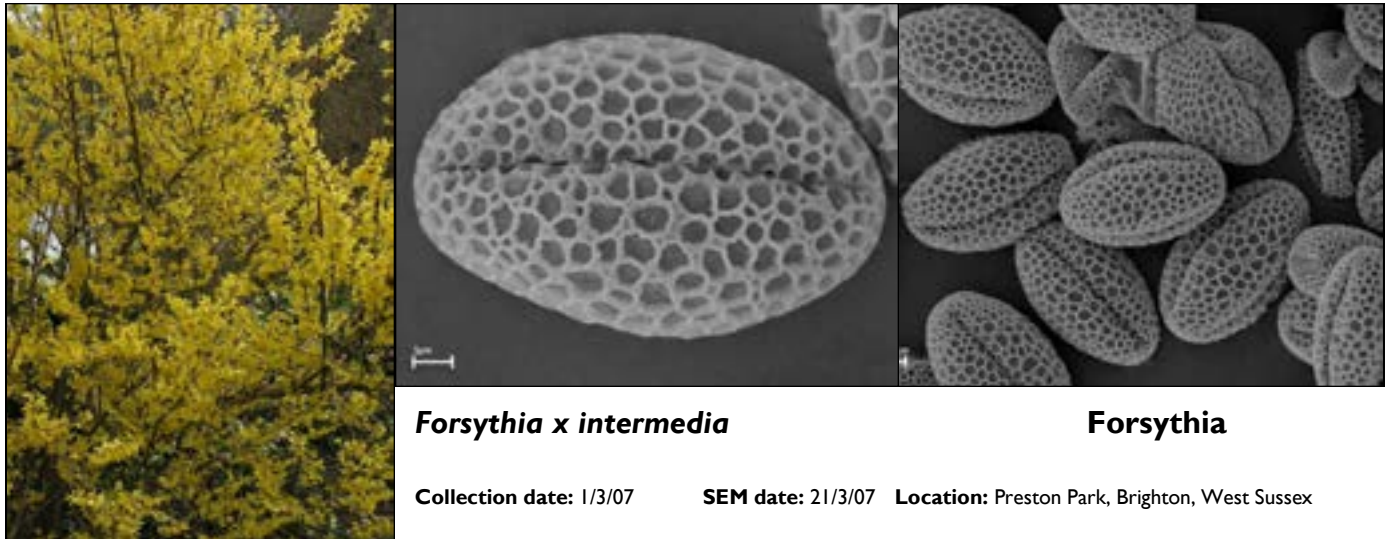 Forsythia x intermedia
Forsythia
Collection date: 1/3/07 SEM date: 21/3/07 Location: Preston Park, Brighton, West Sussex